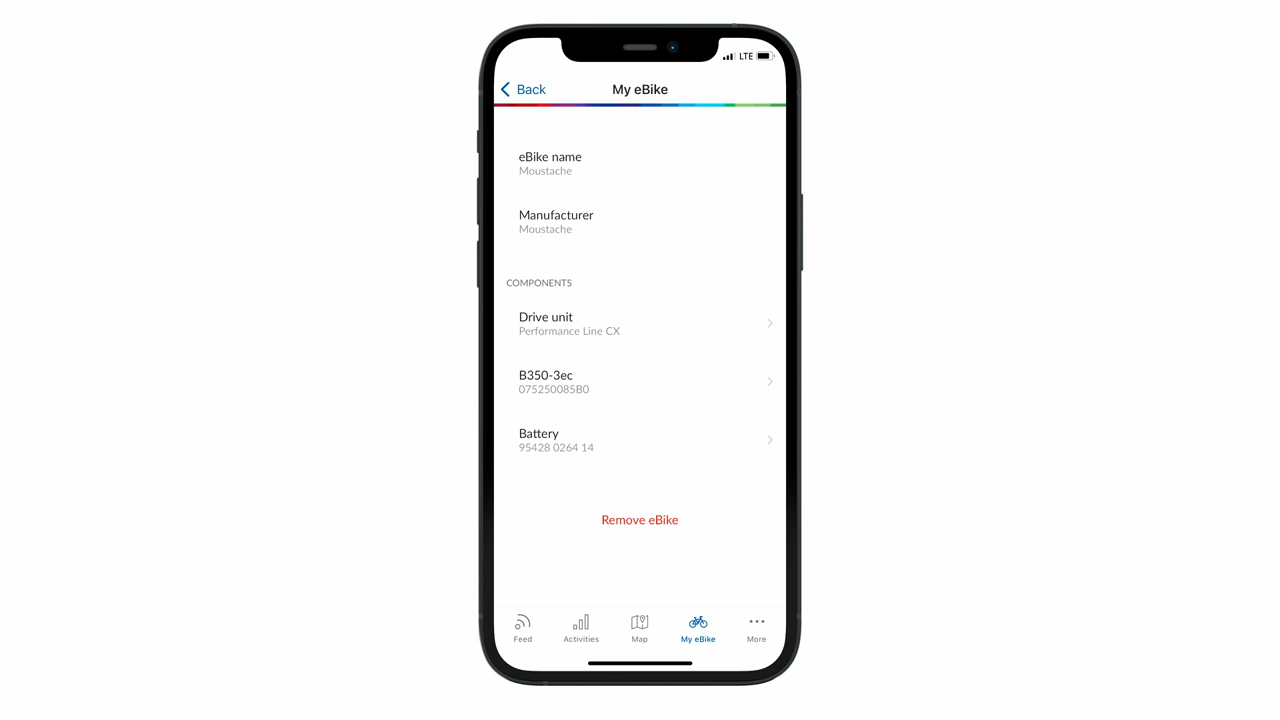 LTE
Back
My eBike
eBike name
Moustache
Manufacturer
Moustache
COMPONENTS
Drive unit
Performance Line CX
B350-3ec
075250085B0
Battery
95428 0264 14
Remove eBike
Feed
Activities
Map
My eBike
More